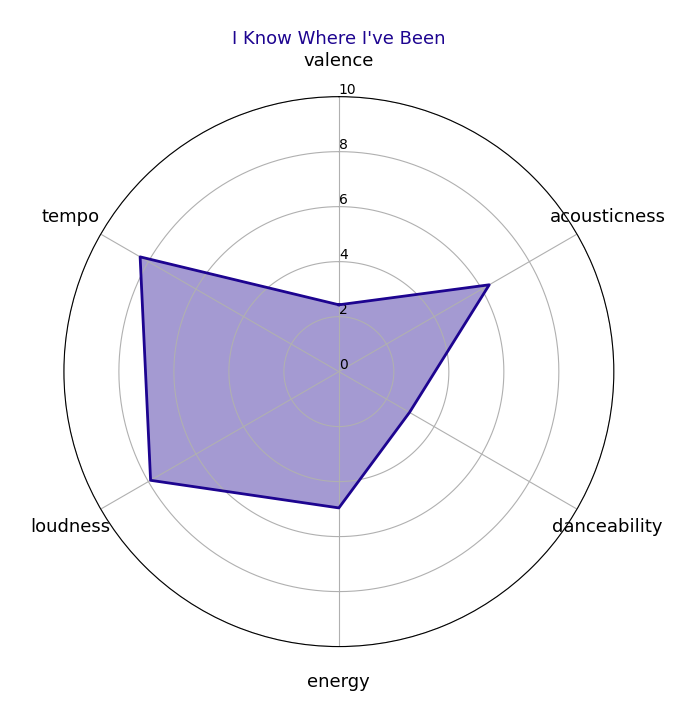 I Know Where I've Been
valence
10
8
6
4
2
0
tempo
acousticness
loudness
danceability
energy